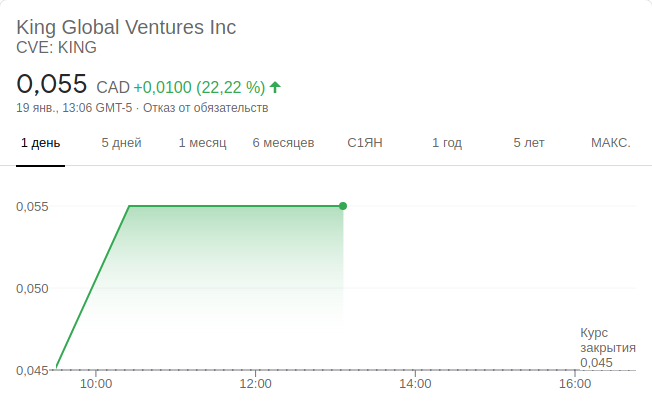 King Global Ventures Inc
CVE: KING
0,055 CAD +0,0100 (22,22 %)
19 янв., 13:06 GMT-5 · Отказ от обязательств
1 день 5 дней 1 месяц 6 месяцев С1ЯН 1 год 5 лет МАКС.
0,055
0,050
0,045
Курс
закрытия
0,045
10:00 12:00 14:00 16:00